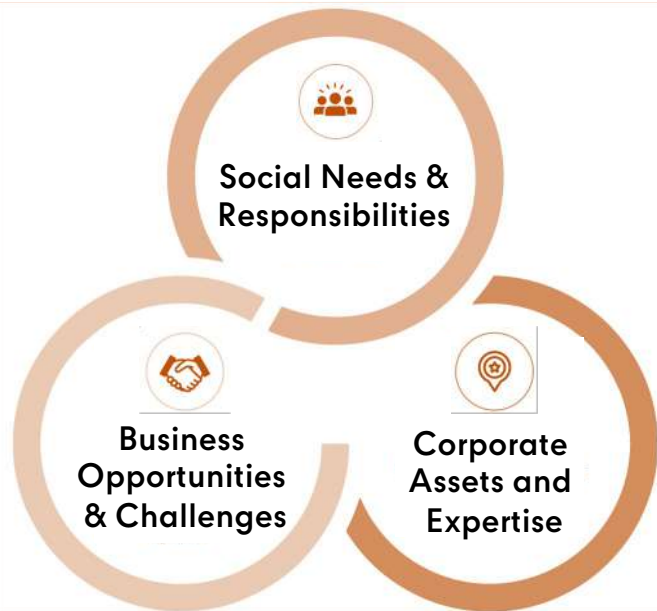 Social Needs &
Responsibilities
Business
Opportunities
& Challenges
Corporate
Assets and
Expertise